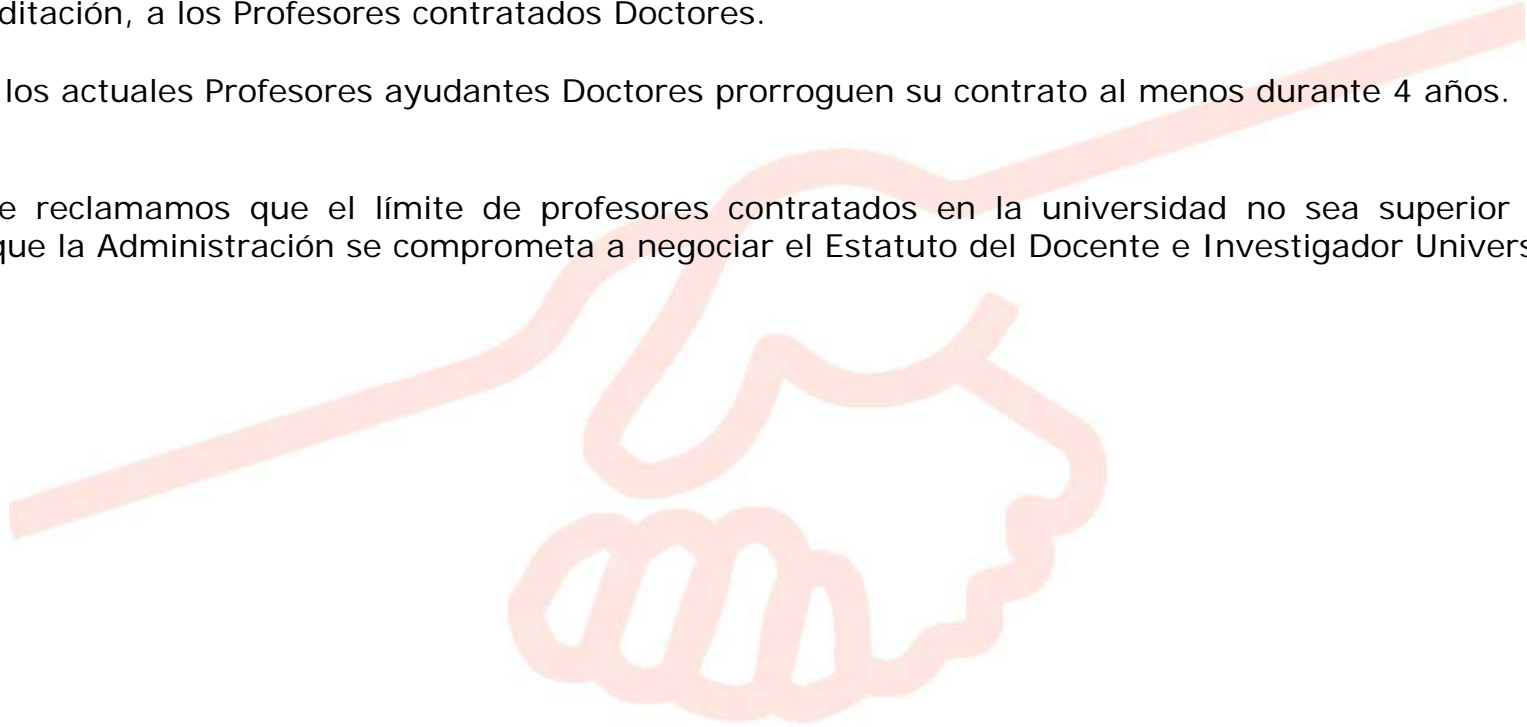 ditación, a los Profesores contratados Doctores.
los actuales Profesores ayudantes Doctores prorroguen su contrato al menos durante 4 años.
e reclamamos que el límite de profesores contratados en la universidad no sea superior
que la Administración se comprometa a negociar el Estatuto del Docente e Investigador Univers